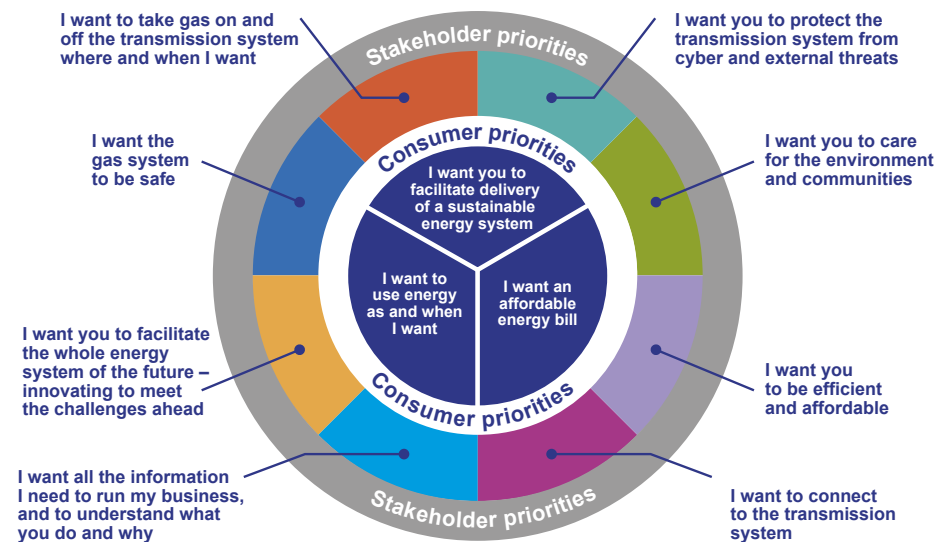 I want to take gas on and
off the transmission system
where and when I want
Stakeholder priorities
I want you to protect the
transmission system from
cyber and external threats
I want the
gas system
to be safe
Consumer priorities
I want you to
facilitate delivery
of a sustainable
energy system
I want you to care
for the environment
and communities
I want to
use energy
as and when
I want
I want an
affordable
energy bill
I want you to facilitate
the whole energy
system of the future –
innovating to meet
the challenges ahead
Consumer priorities
I want you
to be efficient
and affordable
I want all the information
I need to run my business,
and to understand what
you do and why
Stakeholder priorities
I want to connect
to the transmission
system